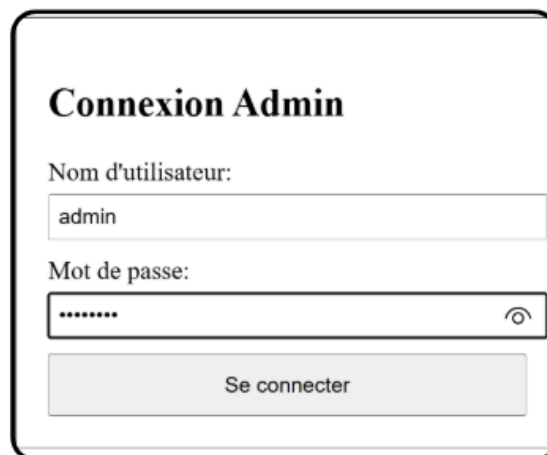 Connexion Admin
Nom d'utilisateur:
admin
Mot de passe:
••••••••
Se connecter